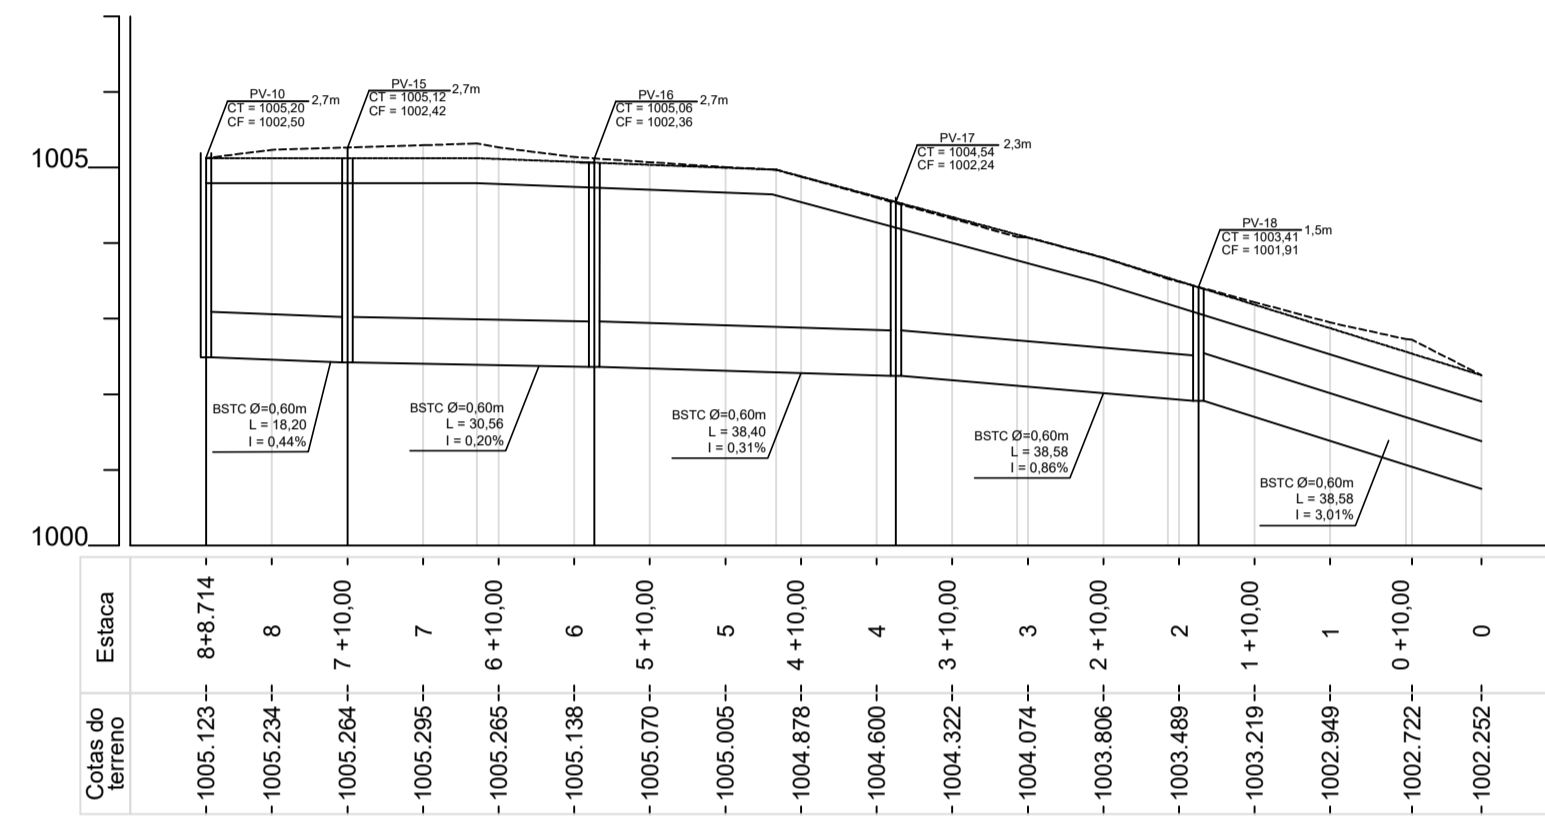 PV-10
CT = 1005,20
CF = 1002,50
2,7m
PV-15
CT = 1005,12
CF = 1002,42
2,7m
PV-16
CT = 1005,06
CF = 1002,36
2,7m
PV-17
CT = 1004,54
CF = 1002,24
2,3m
PV-18
CT = 1003,41
CF = 1001,91
1,5m
1005
1000
BSTC Ø=0,60m
L = 18,20
I = 0,44%
BSTC Ø=0,60m
L = 30,56
I = 0,20%
BSTC Ø=0,60m
L = 38,40
I = 0,31%
BSTC Ø=0,60m
L = 38,58
I = 0,86%
BSTC Ø=0,60m
L = 38,58
I = 3,01%
Estaca
8+8.714
8
7 +10,00
7
6 +10,00
6
5 +10,00
5
4 +10,00
4
3 +10,00
3
2 +10,00
2
1 +10,00
1
0 +10,00
0
Cotas do
terreno
1005.123
1005.234
1005.264
1005.295
1005.265
1005.138
1005.070
1005.005
1004.878
1004.600
1004.322
1004.074
1003.806
1003.489
1003.219
1002.949
1002.722
1002.252